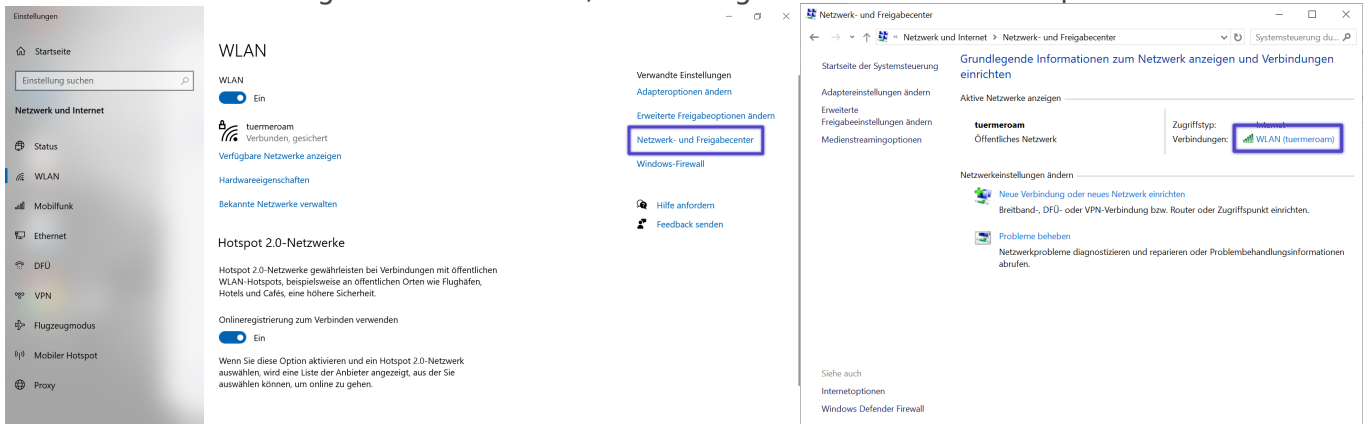 Einstellungen
Startseite
Einstellung suchen
Netzwerk und Internet
Status
WLAN
Mobilfunk
Ethernet
DFÜ
VPN
Flugzeugmodus
Mobiler Hotspot
Proxy
WLAN
WLAN
Ein
tuermeroam
Verbunden, gesichert
Verfügbare Netzwerke anzeigen
Hardwareeigenschaften
Bekannte Netzwerke verwalten
Hotspot 2.0-Netzwerke
Hotspot 2.0-Netzwerke gewährleisten bei Verbindungen mit öffentlichen
WLAN-Hotspots, beispielsweise an öffentlichen Orten wie Flughäfen,
Hotels und Cafés, eine höhere Sicherheit.
Onlineregistrierung zum Verbinden verwenden
Ein
Wenn Sie diese Option aktivieren und ein Hotspot 2.0-Netzwerk
auswählen, wird eine Liste der Anbieter angezeigt, aus der Sie
auswählen können, um online zu gehen.
Verwandte Einstellungen
Adapteroptionen ändern
Erweiterte Freigabeoptionen ändern
Netzwerk- und Freigabecenter
Windows-Firewall
Hilfe anfordern
Feedback senden
Netzwerk- und Freigabecenter
« Netzwerk und Internet > Netzwerk- und Freigabecenter
Systemsteuerung du...
Startseite der Systemsteuerung
Adaptereinstellungen ändern
Erweiterte
Freigabeeinstellungen ändern
Medienstreamingoptionen
Grundlegende Informationen zum Netzwerk anzeigen und Verbindungen
einrichten
Aktive Netzwerke anzeigen
tuermeroam
Öffentliches Netzwerk
Zugriffstyp: Internet
Verbindungen: WLAN (tuermeroam)
Netzwerkeinstellungen ändern
Neue Verbindung oder neues Netzwerk einrichten
Breitband-, DFÜ- oder VPN-Verbindung bzw. Router oder Zugriffspunkt einrichten.
Probleme beheben
Netzwerkprobleme diagnostizieren und reparieren oder Problembehandlungsinformationen
abrufen.
Siehe auch
Internetoptionen
Windows Defender Firewall